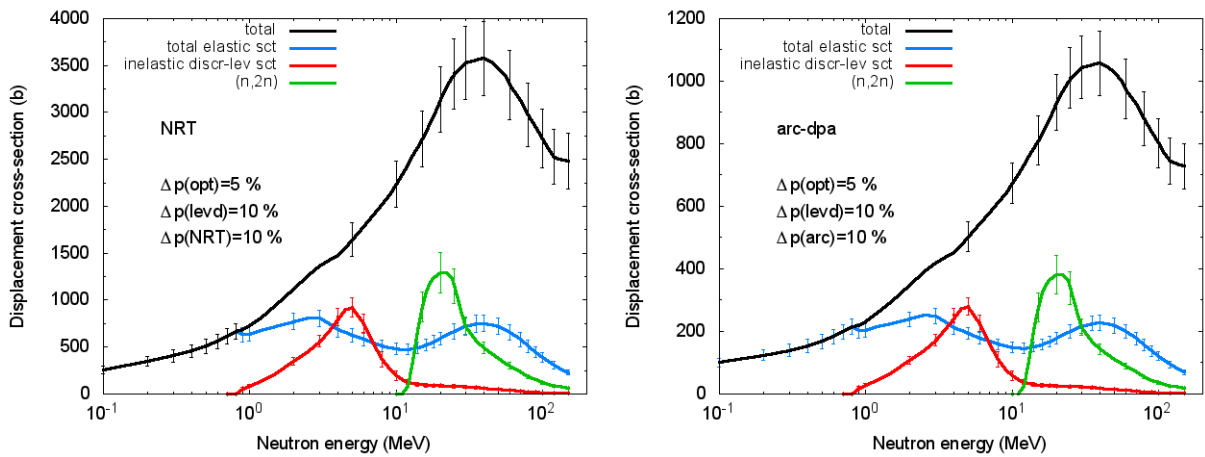 4000
3500
3000
2500
2000
1500
1000
750
500
250
0
Displacement cross-section (b)
total
total elastic sct
inelastic discr-lev sct
(n,2n)
NRT
Δp(opt)=5 %
Δp(levd)=10 %
Δp(NRT)=10 %
10⁻¹ 10⁰ 10¹ 10²
Neutron energy (MeV)
1200
1000
800
600
400
200
0
Displacement cross-section (b)
total
total elastic sct
inelastic discr-lev sct
(n,2n)
arc-dpa
Δp(opt)=5 %
Δp(levd)=10 %
Δp(arc)=10 %
10⁻¹ 10⁰ 10¹ 10²
Neutron energy (MeV)